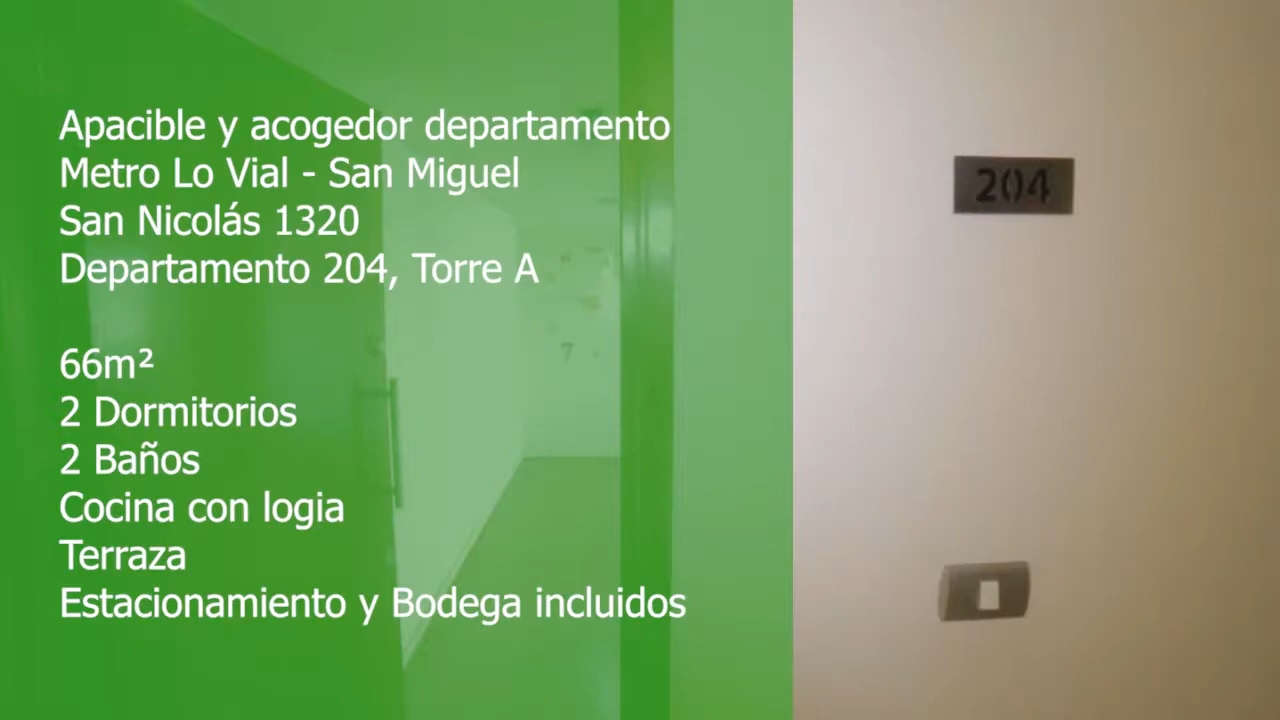 Apacible y acogedor departamento
Metro Lo Vial - San Miguel
San Nicolás 1320
Departamento 204, Torre A
66m²
2 Dormitorios
2 Baños
Cocina con logia
Terraza
Estacionamiento y Bodega incluidos
204
7